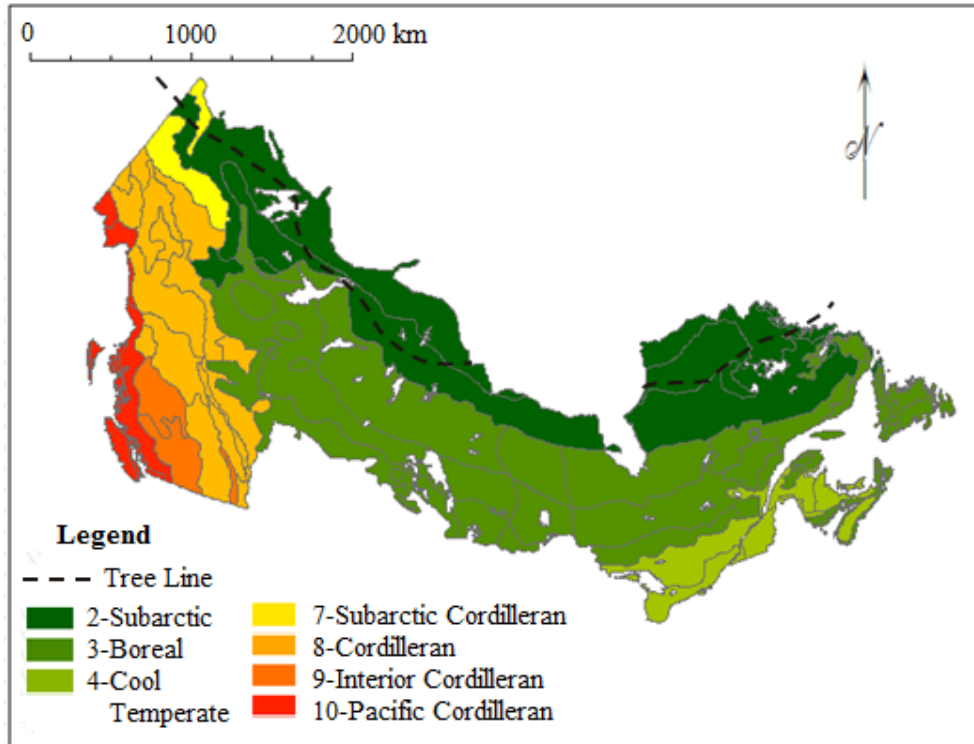 0 1000 2000 km
N
Legend
Tree Line
2-Subarctic
3-Boreal
4-Cool
Temperate
7-Subarctic Cordilleran
8-Cordilleran
9-Interior Cordilleran
10-Pacific Cordilleran